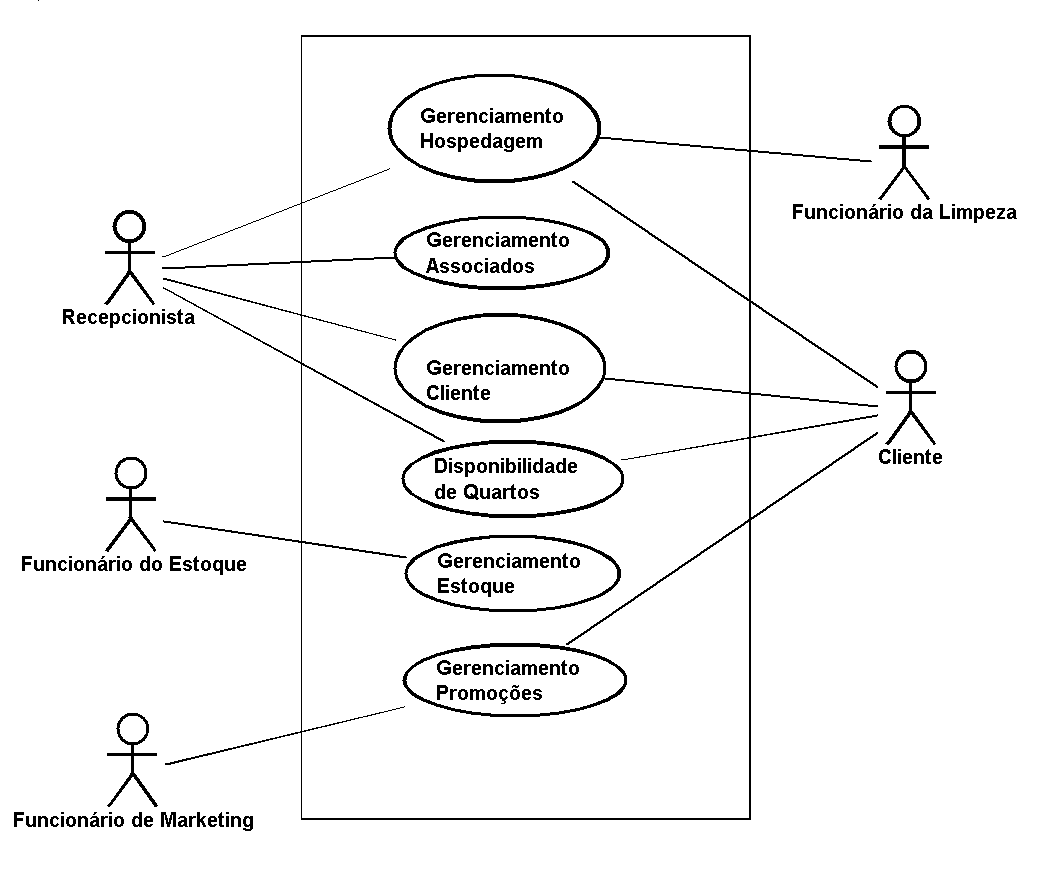 Gerenciamento
Hospedagem
Funcionário da Limpeza
Gerenciamento
Associados
Recepcionista
Gerenciamento
Cliente
Cliente
Disponibilidade
de Quartos
Funcionário do Estoque
Gerenciamento
Estoque
Gerenciamento
Promoções
Funcionário de Marketing